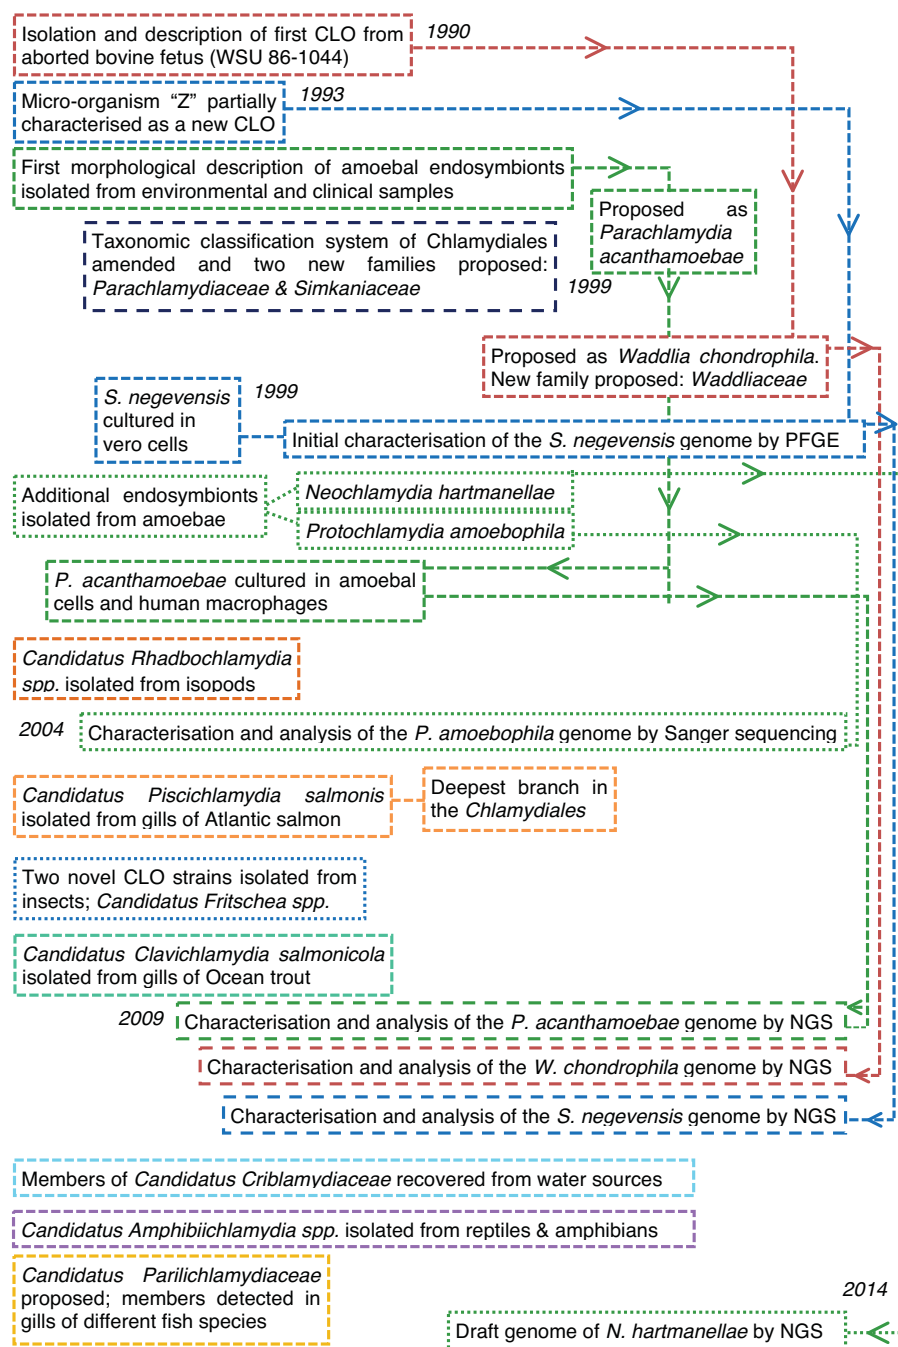 Isolation and description of first CLO from
aborted bovine fetus (WSU 86-1044)
1990
Micro-organism “Z” partially
characterised as a new CLO
1993
First morphological description of amoebal endosymbionts
isolated from environmental and clinical samples
Proposed as
Parachlamydia
acanthamoebae
Taxonomic classification system of Chlamydiales
amended and two new families proposed:
Parachlamydiaceae & Simkaniaceae
1999
Proposed as Waddlia chondrophila.
New family proposed: Waddliaceae
S. negevensis
cultured in
vero cells
1999
Initial characterisation of the S. negevensis genome by PFGE
Additional endosymbionts
isolated from amoebae
Neochlamydia hartmanellae
Protochlamydia amoebophila
P. acanthamoebae cultured in amoebal
cells and human macrophages
Candidatus Rhadbochlamydia
spp. isolated from isopods
2004
Characterisation and analysis of the P. amoebophila genome by Sanger sequencing
Candidatus Piscichlamydia salmonis
isolated from gills of Atlantic salmon
Deepest branch in
the Chlamydiales
Two novel CLO strains isolated from
insects; Candidatus Fritschea spp.
Candidatus Clavichlamydia salmonicola
isolated from gills of Ocean trout
2009
Characterisation and analysis of the P. acanthamoebae genome by NGS
Characterisation and analysis of the W. chondrophila genome by NGS
Characterisation and analysis of the S. negevensis genome by NGS
Members of Candidatus Criblamydiaceae recovered from water sources
Candidatus Amphibiichlamydia spp. isolated from reptiles & amphibians
Candidatus Parilichlamydiaceae
proposed; members detected in
gills of different fish species
2014
Draft genome of N. hartmanellae by NGS